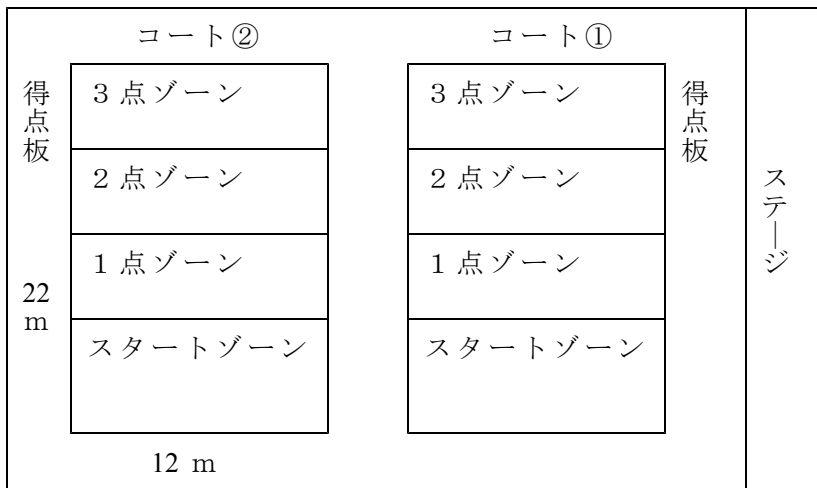 コート②
コート①
得点板
３点ゾーン
３点ゾーン
得点板
２点ゾーン
２点ゾーン
ステージ
１点ゾーン
１点ゾーン
22
ｍ
スタートゾーン
スタートゾーン
12 ｍ